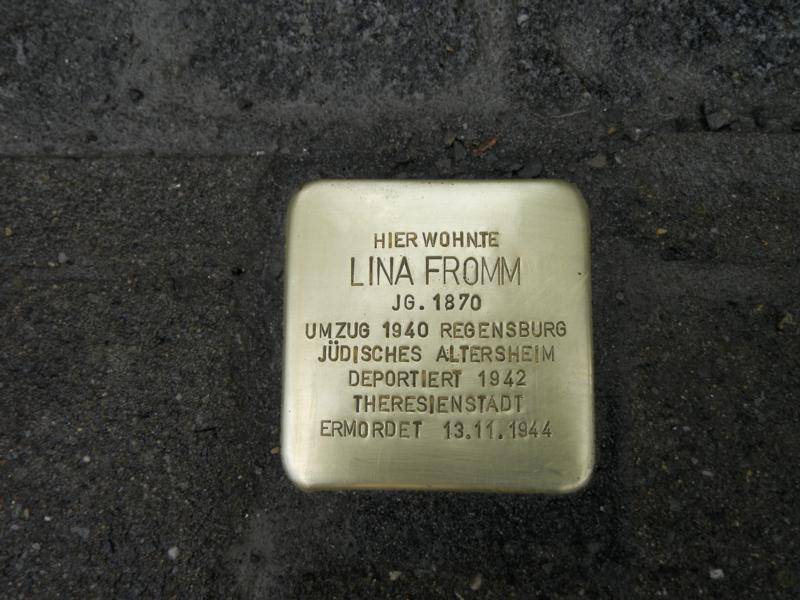 HIER WOHNTE
LINA FROMM
JG. 1870
UMZUG 1940 REGENSBURG
JÜDISCHES ALTERSHEIM
DEPORTIERT 1942
THERESIENSTADT
ERMORDET 13.11.1944